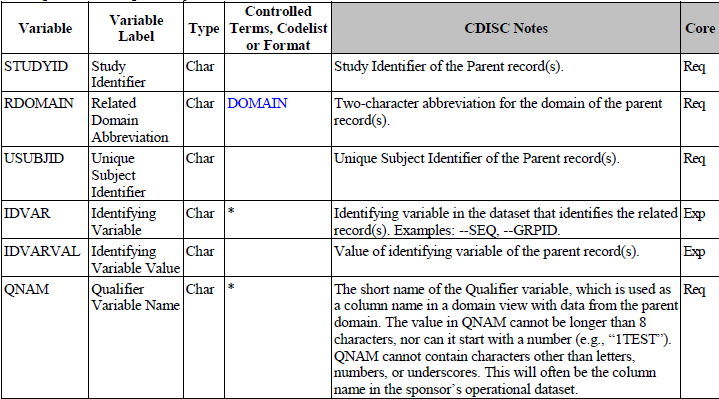 Variable Variable Label Type Controlled Terms, Codelist or Format CDISC Notes Core
STUDYID Study Identifier Char Study Identifier of the Parent record(s). Req
RDOMAIN Related Domain Abbreviation Char DOMAIN Two-character abbreviation for the domain of the parent record(s). Req
USUBJID Unique Subject Identifier Char Unique Subject Identifier of the Parent record(s). Req
IDVAR Identifying Variable Char * Identifying variable in the dataset that identifies the related record(s). Examples: --SEQ, --GRPID. Exp
IDVARVAL Identifying Variable Value Char Value of identifying variable of the parent record(s). Exp
QNAM Qualifier Variable Name Char * The short name of the Qualifier variable, which is used as a column name in a domain view with data from the parent domain. The value in QNAM cannot be longer than 8 characters, nor can it start with a number (e.g., “1TEST”). QNAM cannot contain characters other than letters, numbers, or underscores. This will often be the column name in the sponsor’s operational dataset. Req